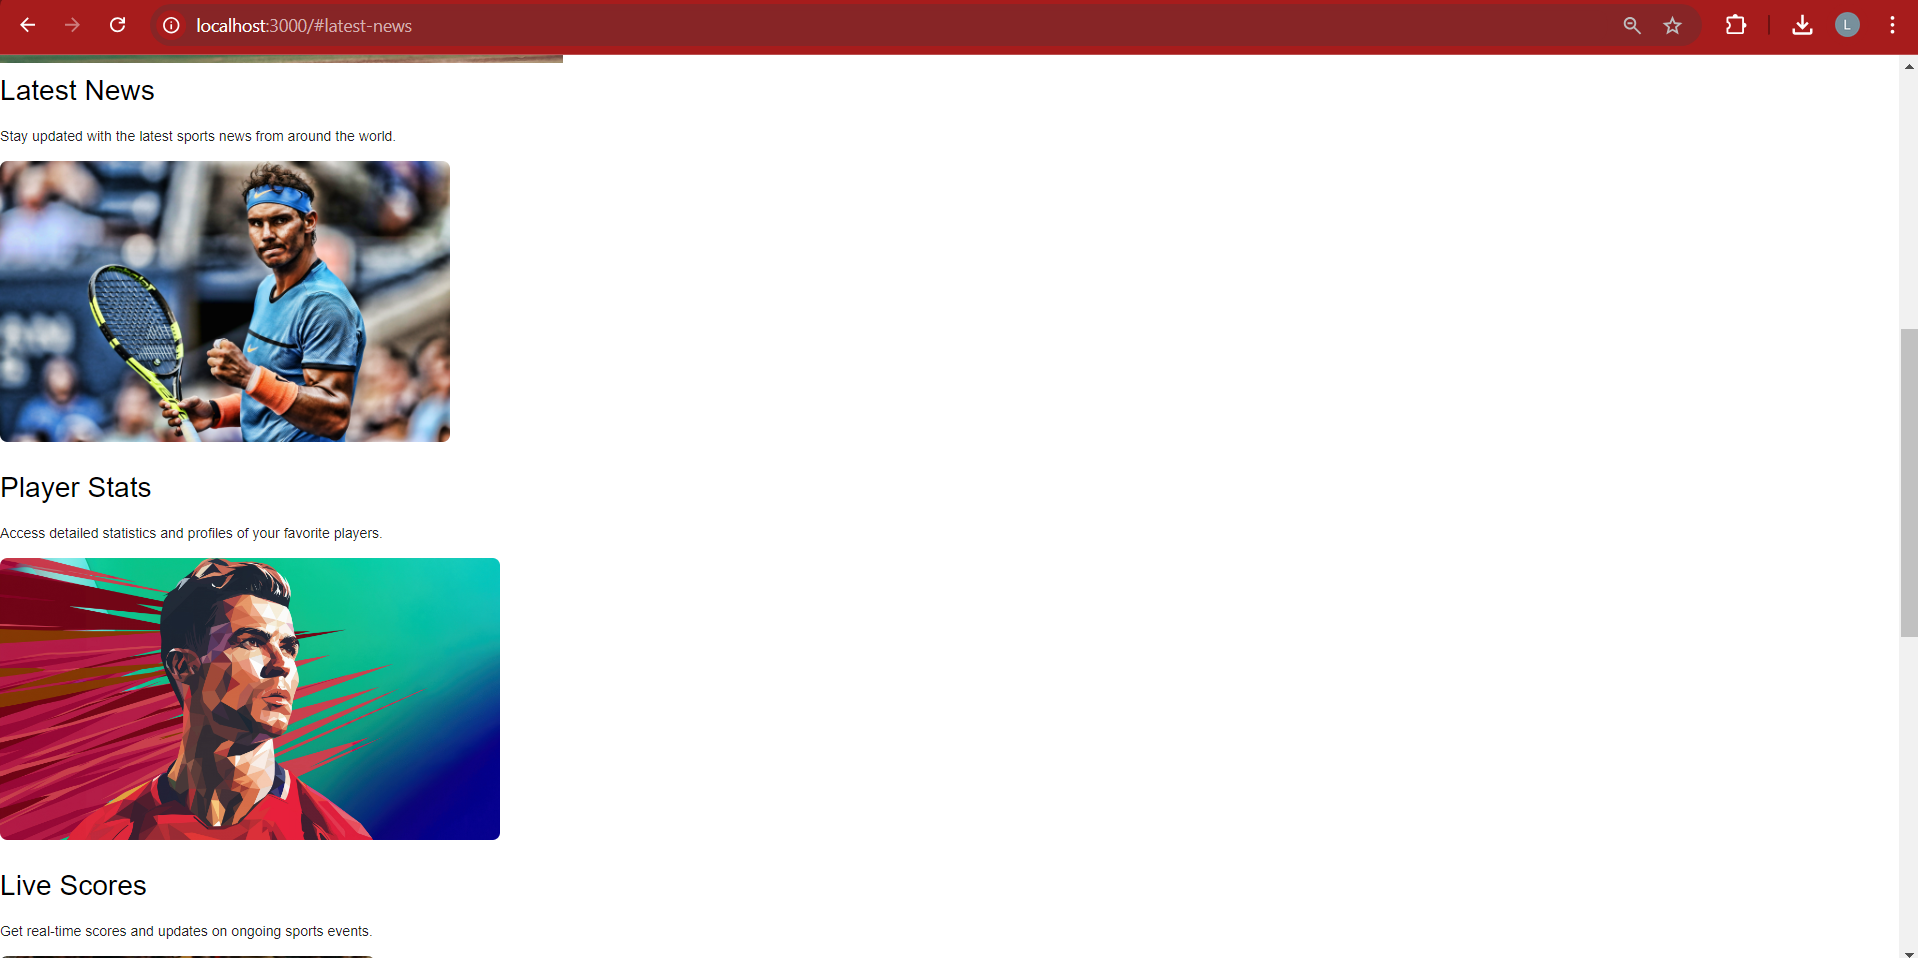 localhost:3000/#latest-news
L
Latest News
Stay updated with the latest sports news from around the world.
Player Stats
Access detailed statistics and profiles of your favorite players.
Live Scores
Get real-time scores and updates on ongoing sports events.